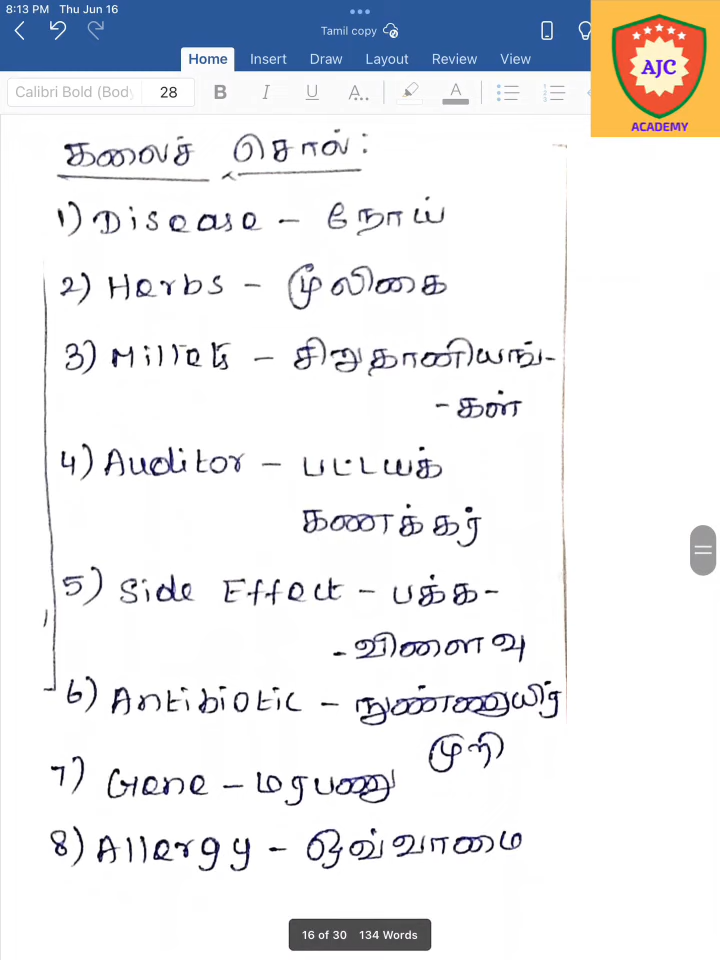 8:13 PM Thu Jun 16
Tamil copy
Home Insert Draw Layout Review View
Calibri Bold (Body 28 B I U A..
AJC
ACADEMY
கலைச் சொல்:
1) Disease - நோய்
2) Herbs - மூலிகை
3) Millets - சிறுதானியங்-
- கள்
4) Auditor - பட்டயக்
கணக்கர்
5) Side Effect - பக்க-
- விளைவு
6) Antibiotic - நுண்ணுயிர்
முறி
7) Gene - மரபணு
8) Allergy - ஒவ்வாமை
16 of 30 134 Words